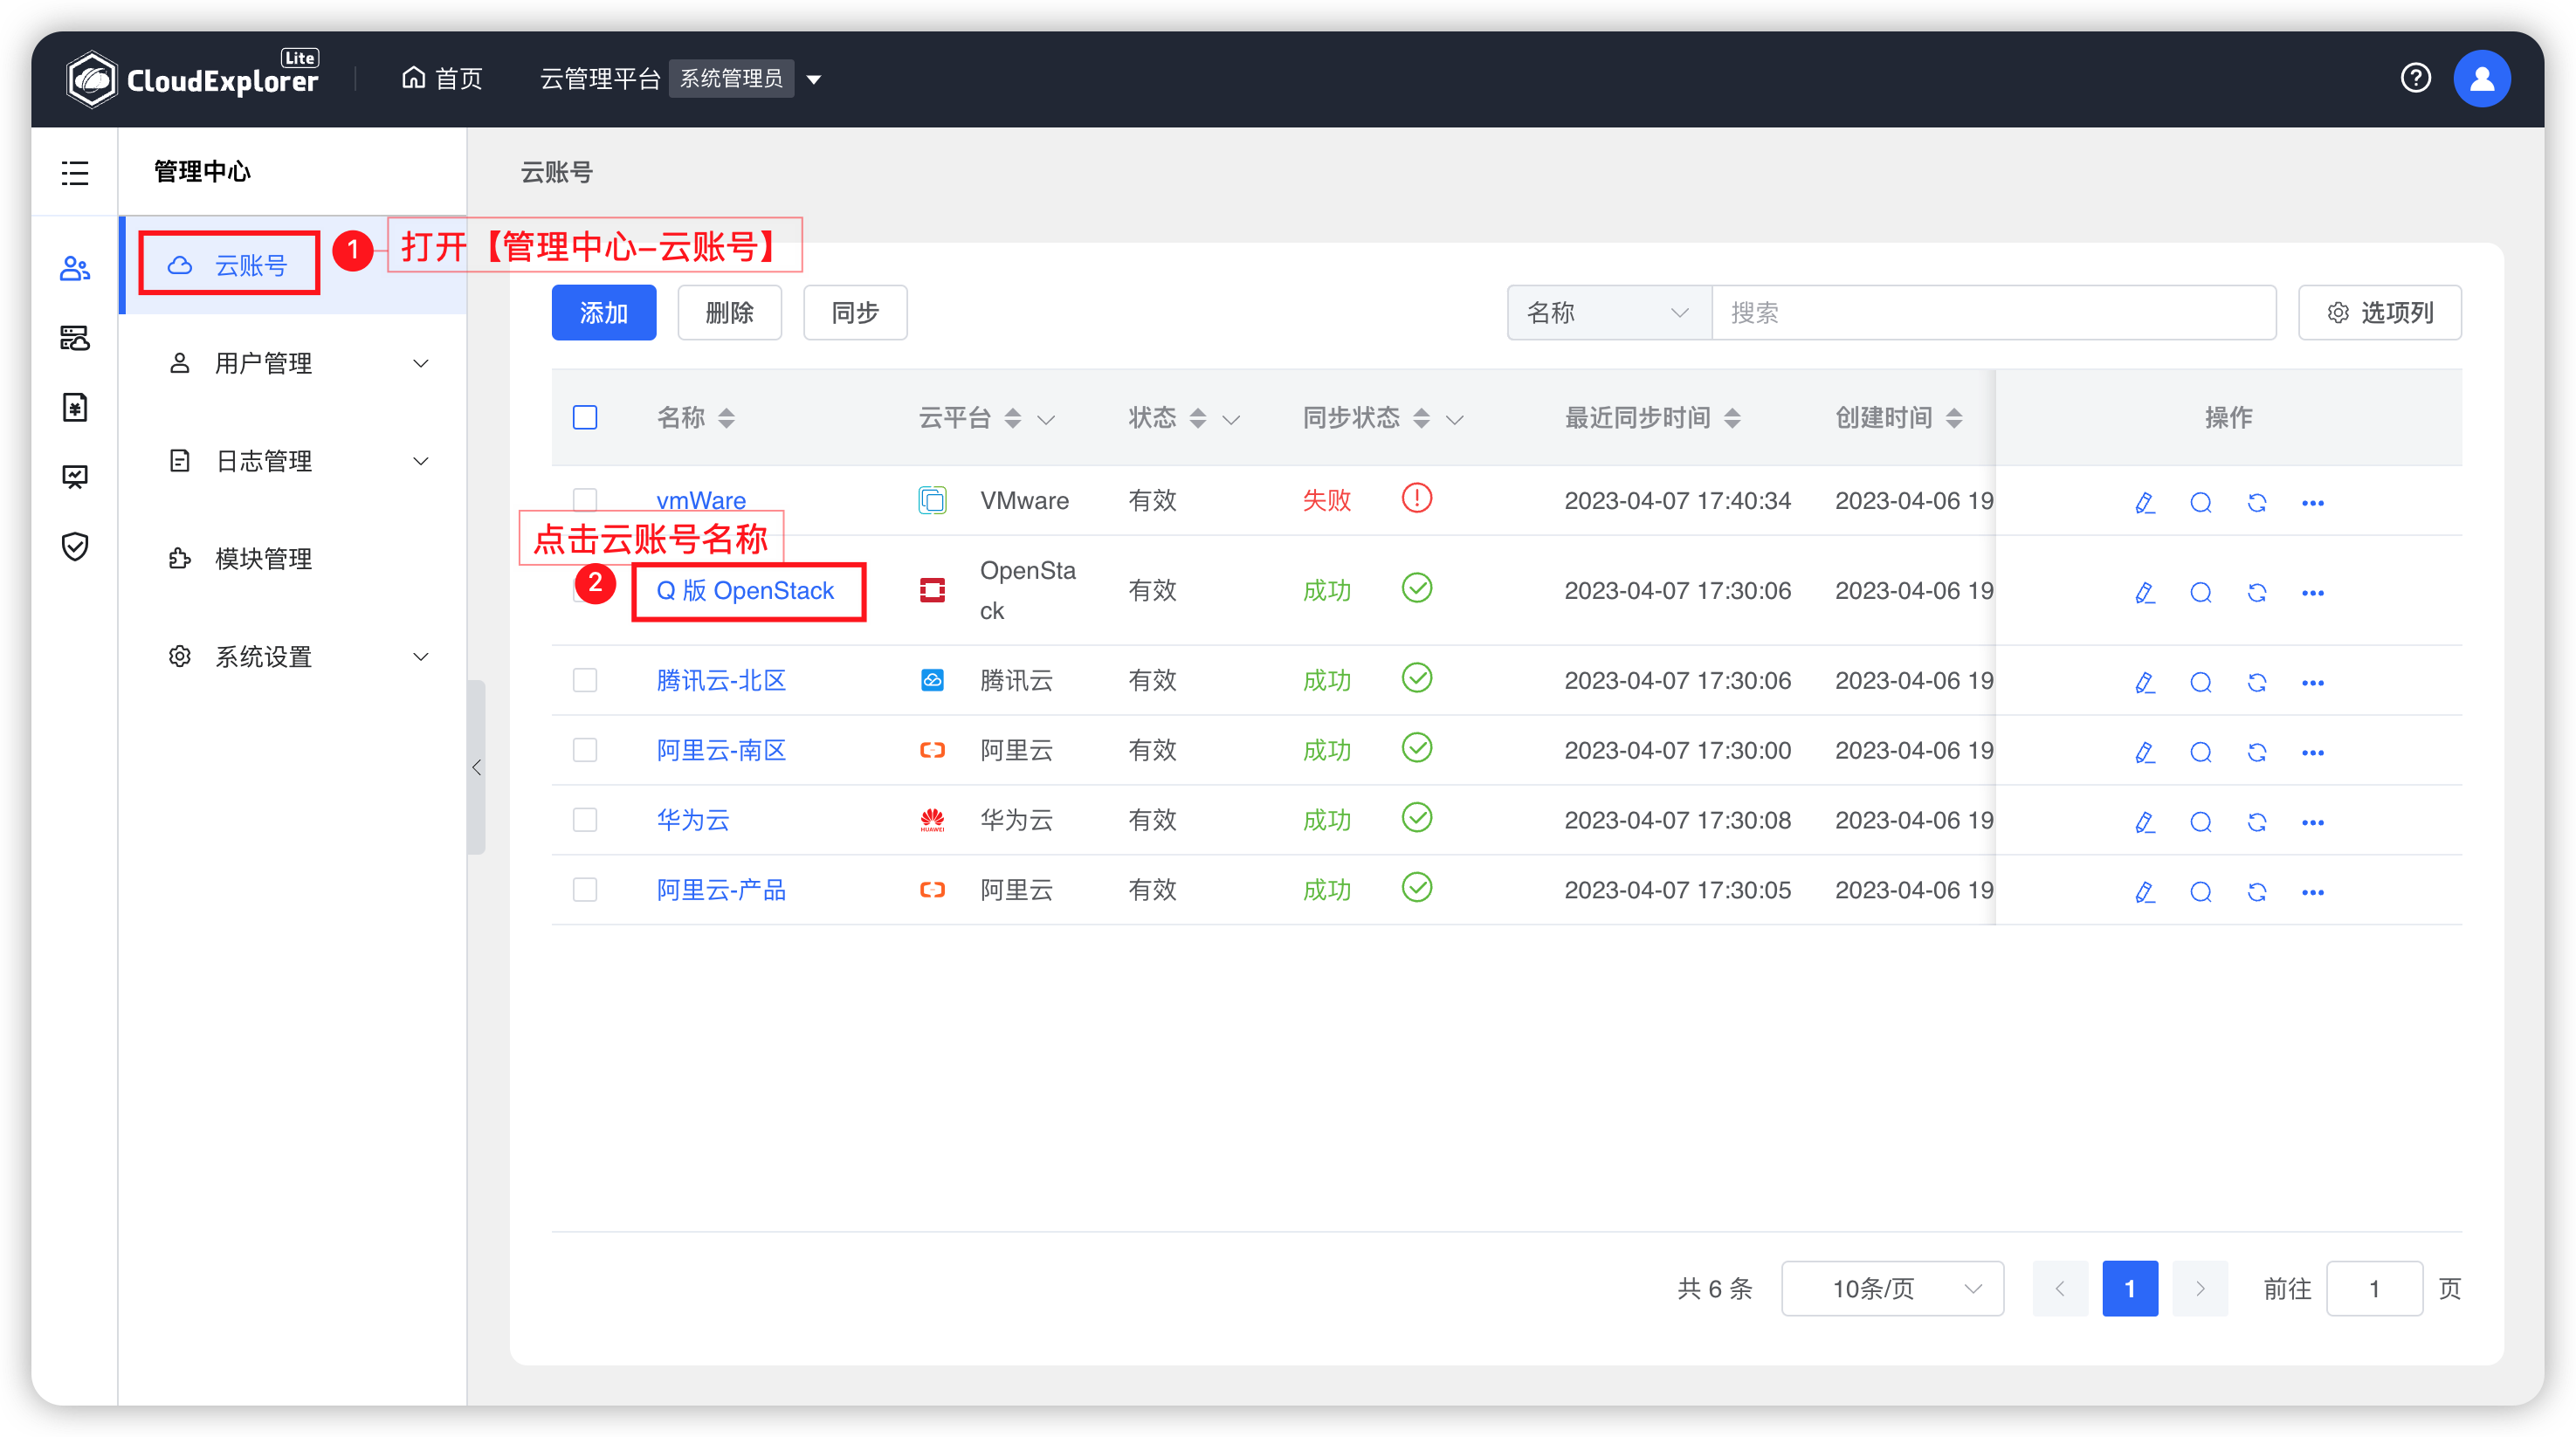 CloudExplorer Lite
首页
云管理平台 系统管理员
管理中心
云账号
云账号
1 打开【管理中心–云账号】
用户管理
日志管理
模块管理
系统设置
添加 删除 同步 名称 搜索 选项列
名称 云平台 状态 同步状态 最近同步时间 创建时间 操作
vmWare VMware 有效 失败 2023-04-07 17:40:34 2023-04-06 19
点击云账号名称
2 Q 版 OpenStack OpenSta
ck 有效 成功 2023-04-07 17:30:06 2023-04-06 19
腾讯云-北区 腾讯云 有效 成功 2023-04-07 17:30:06 2023-04-06 19
阿里云-南区 阿里云 有效 成功 2023-04-07 17:30:00 2023-04-06 19
华为云 HUAWEI 华为云 有效 成功 2023-04-07 17:30:08 2023-04-06 19
阿里云-产品 阿里云 有效 成功 2023-04-07 17:30:05 2023-04-06 19
共 6 条 10条/页 1 前往 1 页